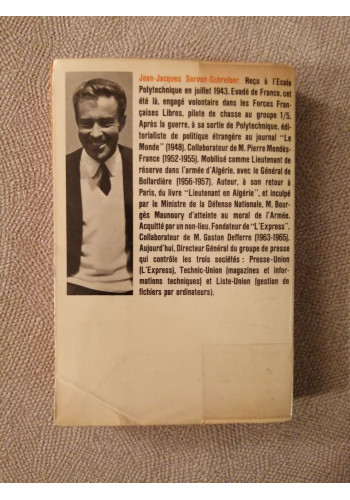 Jean-Jacques Servan-Schreiber. Reçu à l'Ecole
Polytechnique en juillet 1943. Evadé de France, cet
été là, engagé volontaire dans les Forces Fran-
çaises Libres, pilote de chasse au groupe 1/5.
Après la guerre, à sa sortie de Polytechnique, édi-
torialiste de politique étrangère au journal "Le
Monde" (1948). Collaborateur de M. Pierre Mendès-
France (1952-1955). Mobilisé comme Lieutenant de
réserve dans l'armée d'Algérie, avec le Général de
Bollardière (1956-1957). Auteur, à son retour à
Paris, du livre "Lieutenant en Algérie", et inculpé
par le Ministre de la Défense Nationale, M. Bour-
gès Maunoury d'atteinte au moral de l'Armée.
Acquitté par un non-lieu. Fondateur de "L'Express".
Collaborateur de M. Gaston Defferre (1963-1965).
Aujourd'hui, Directeur Général du groupe de presse
qui contrôle les trois sociétés : Presse-Union
(L'Express), Technic-Union (magazines et infor-
mations techniques) et Liste-Union (gestion de
fichiers par ordinateurs).